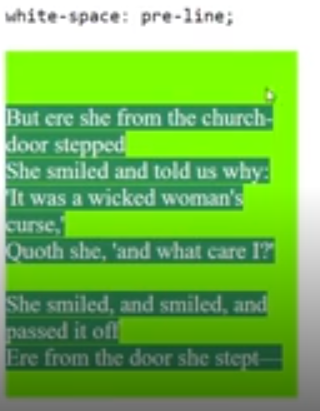 white-space: pre-line;
But ere she from the church-
door stepped
She smiled and told us why:
'It was a wicked woman's
curse,'
Quoth she, 'and what care I?'
She smiled, and smiled, and
passed it off
Ere from the door she stept—